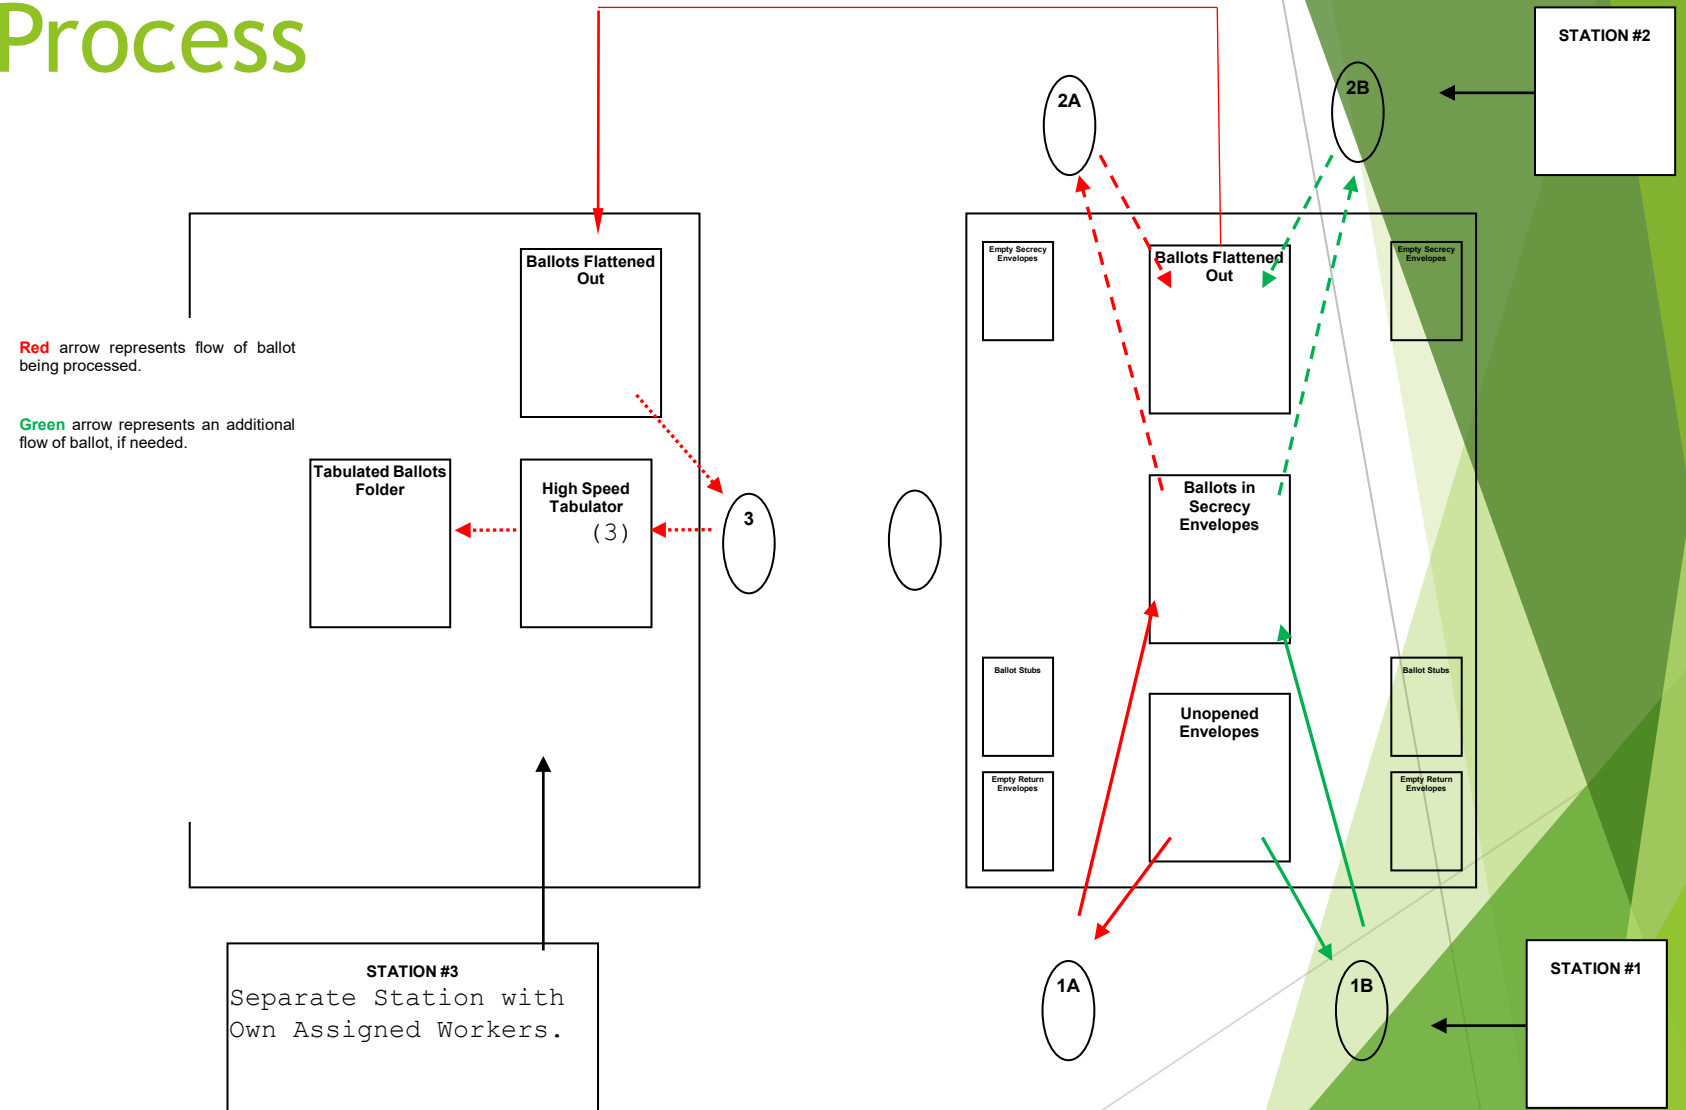 Process
STATION #2
2A
2B
Ballots Flattened
Out
Empty Secrecy
Envelopes
Ballots Flattened
Out
Empty Secrecy
Envelopes
Red arrow represents flow of ballot
being processed.
Green arrow represents an additional
flow of ballot, if needed.
Tabulated Ballots
Folder
High Speed
Tabulator
(3)
3
Ballots in
Secrecy
Envelopes
Ballot Stubs
Ballot Stubs
Unopened
Envelopes
Empty Return
Envelopes
Empty Return
Envelopes
STATION #3
Separate Station with
Own Assigned Workers.
1A
1B
STATION #1